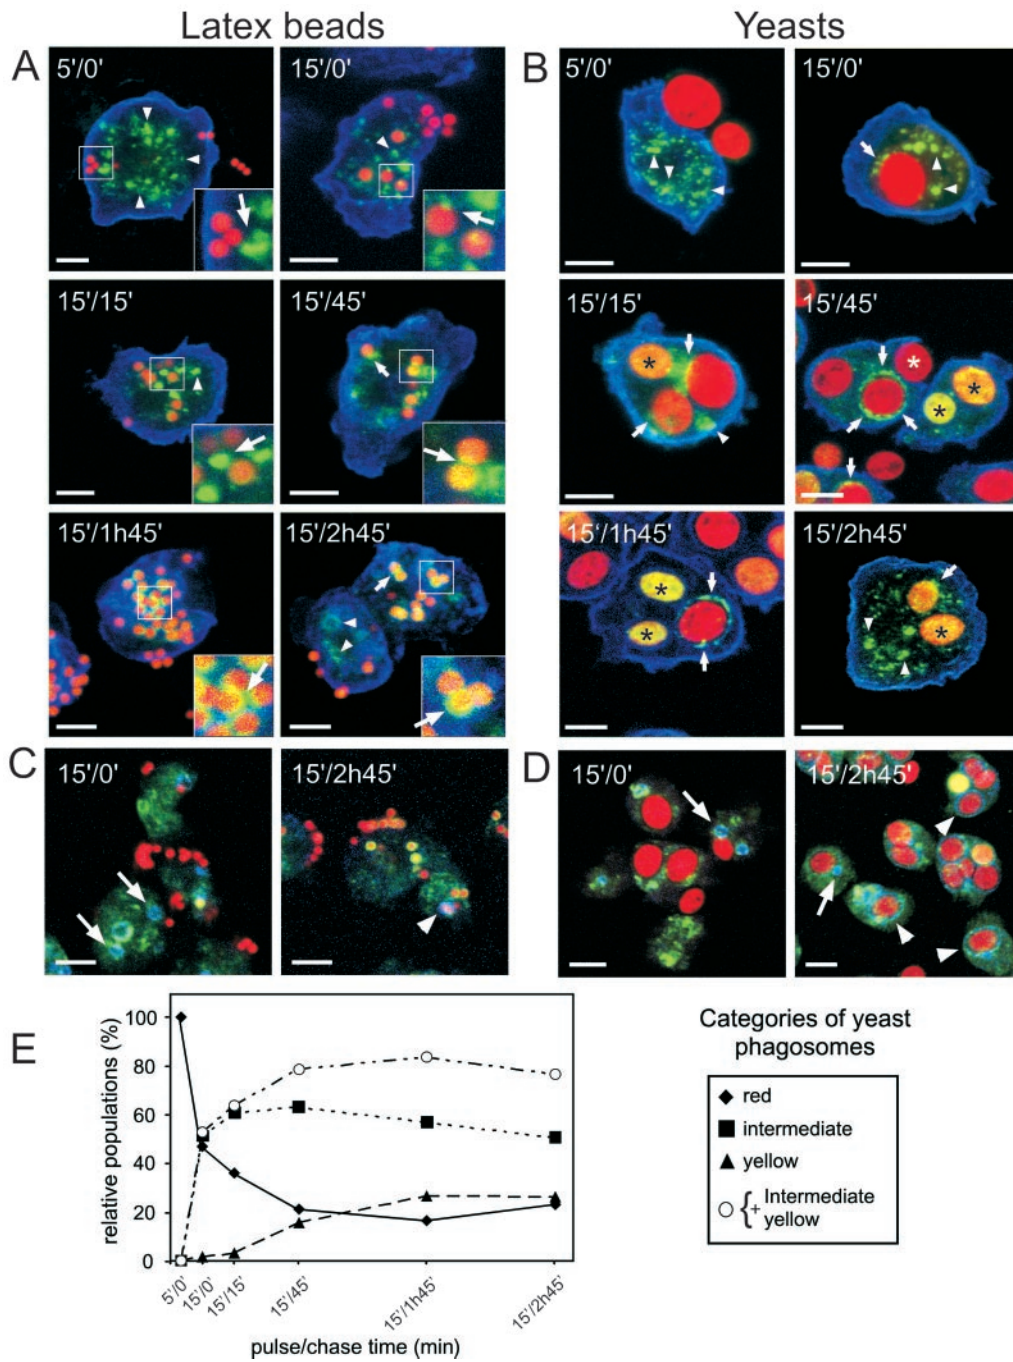 Latex beads
Yeasts
A
5'/0'
15'/0'
B
5'/0'
15'/0'
15'/15'
15'/45'
15'/15'
15'/45'
*
*
*
*
15'/1h45'
15'/2h45'
15'/1h45'
15'/2h45'
*
*
*
C
15'/0'
15'/2h45'
D
15'/0'
15'/2h45'
E
relative populations (%)
100
80
60
40
20
0
5'/0'
15'/0'
15'/15'
15'/45'
15'/1h45'
15'/2h45'
pulse/chase time (min)
Categories of yeast
phagosomes
red
intermediate
yellow
{+ Intermediate
yellow